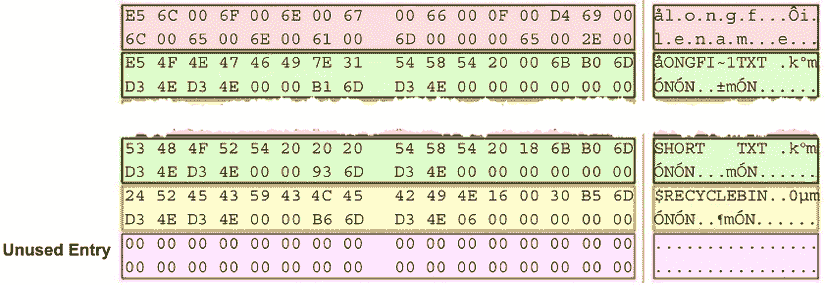 E5 6C 00 6F 00 6E 00 67 00 66 00 0F 00 D4 69 00 ål.o.n.g.f...Ôi.
6C 00 65 00 6E 00 61 00 6D 00 00 00 65 00 2E 00 l.e.n.a.m...e...
E5 4F 4E 47 46 49 7E 31 54 58 54 20 00 6B B0 6D åONGFI~1TXT .k°m
D3 4E D3 4E 00 00 B1 6D D3 4E 00 00 00 00 00 00 ÓNÓN..±mÓN......
53 48 4F 52 54 20 20 20 54 58 54 20 18 6B B0 6D SHORT   TXT .k°m
D3 4E D3 4E 00 00 93 6D D3 4E 00 00 00 00 00 00 ÓNÓN...mÓN......
24 52 45 43 59 43 4C 45 42 49 4E 16 00 30 B5 6D $RECYCLEBIN..0µm
D3 4E D3 4E 00 00 B6 6D D3 4E 06 00 00 00 00 00 ÓNÓN..¶mÓN......
Unused Entry
00 00 00 00 00 00 00 00 00 00 00 00 00 00 00 00 ................
00 00 00 00 00 00 00 00 00 00 00 00 00 00 00 00 ................